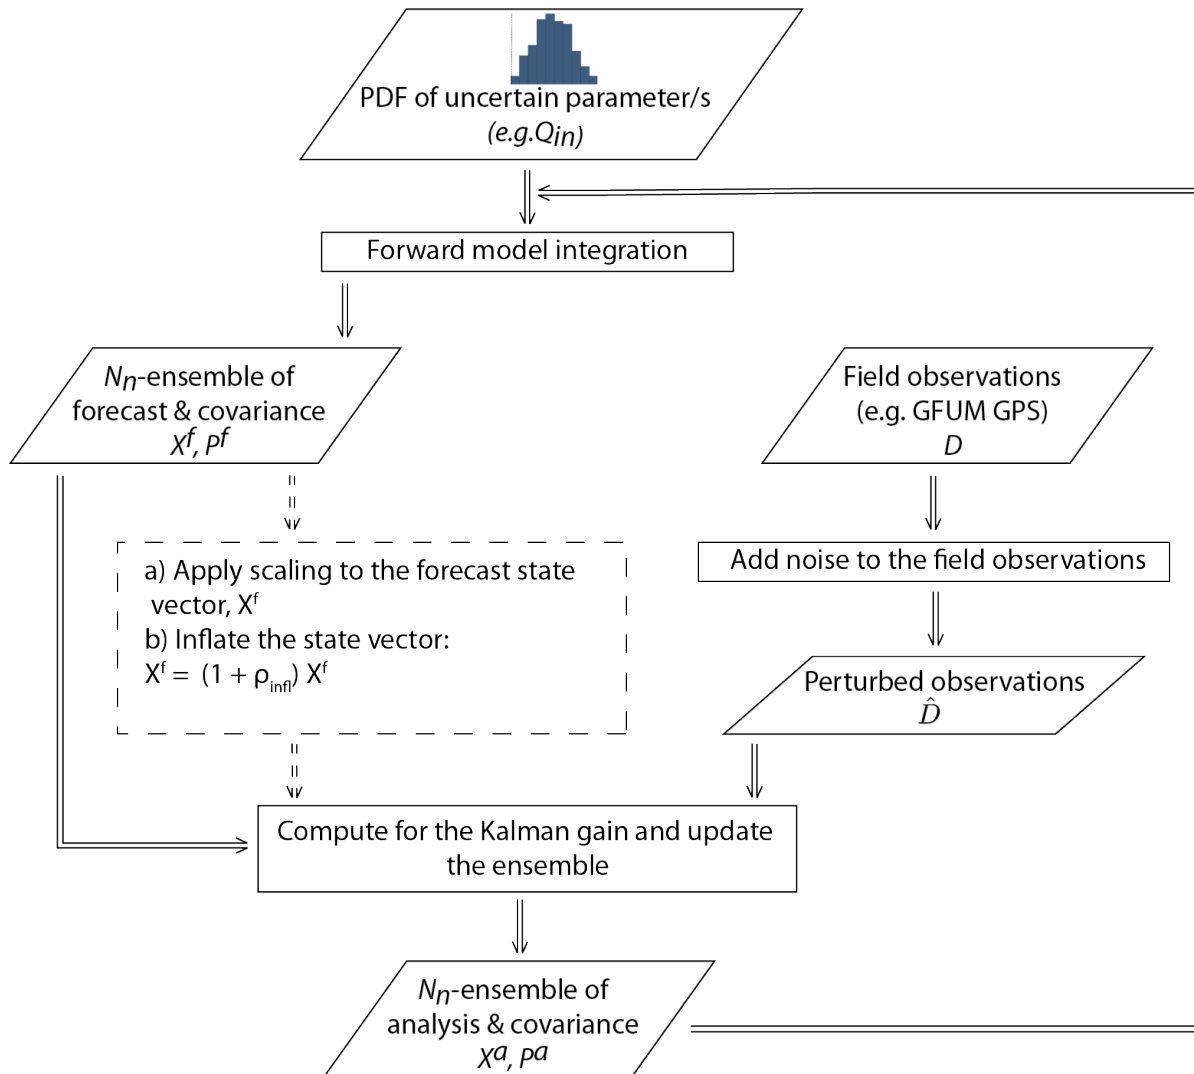 PDF of uncertain parameter/s
(e.g.Qin)
Forward model integration
Nn-ensemble of
forecast & covariance
Xf, Pf
Field observations
(e.g. GFUM GPS)
D
a) Apply scaling to the forecast state
vector, Xf
b) Inflate the state vector:
Xf = (1 + ρinfl) Xf
Add noise to the field observations
Perturbed observations
D̂
Compute for the Kalman gain and update
the ensemble
Nn-ensemble of
analysis & covariance
Xa, Pa